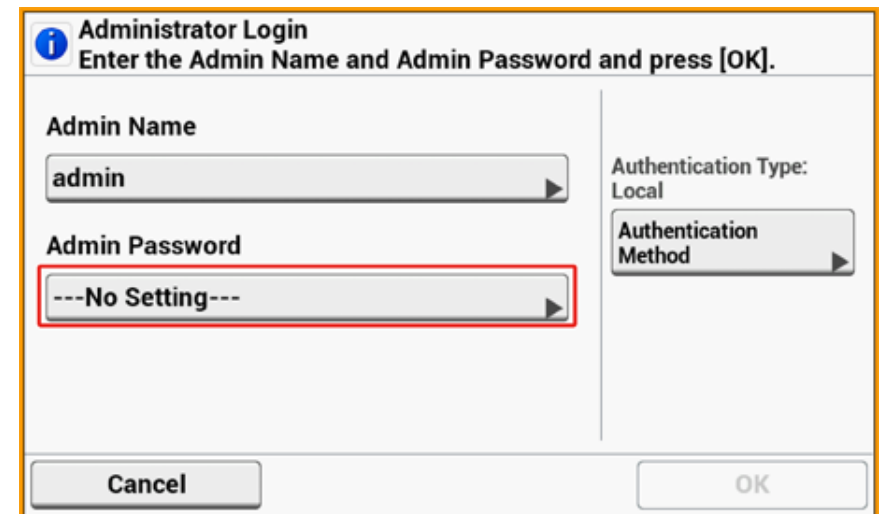 Administrator Login
Enter the Admin Name and Admin Password and press [OK].
Admin Name
admin
Authentication Type:
Local
Authentication
Method
Admin Password
---No Setting---
Cancel
OK